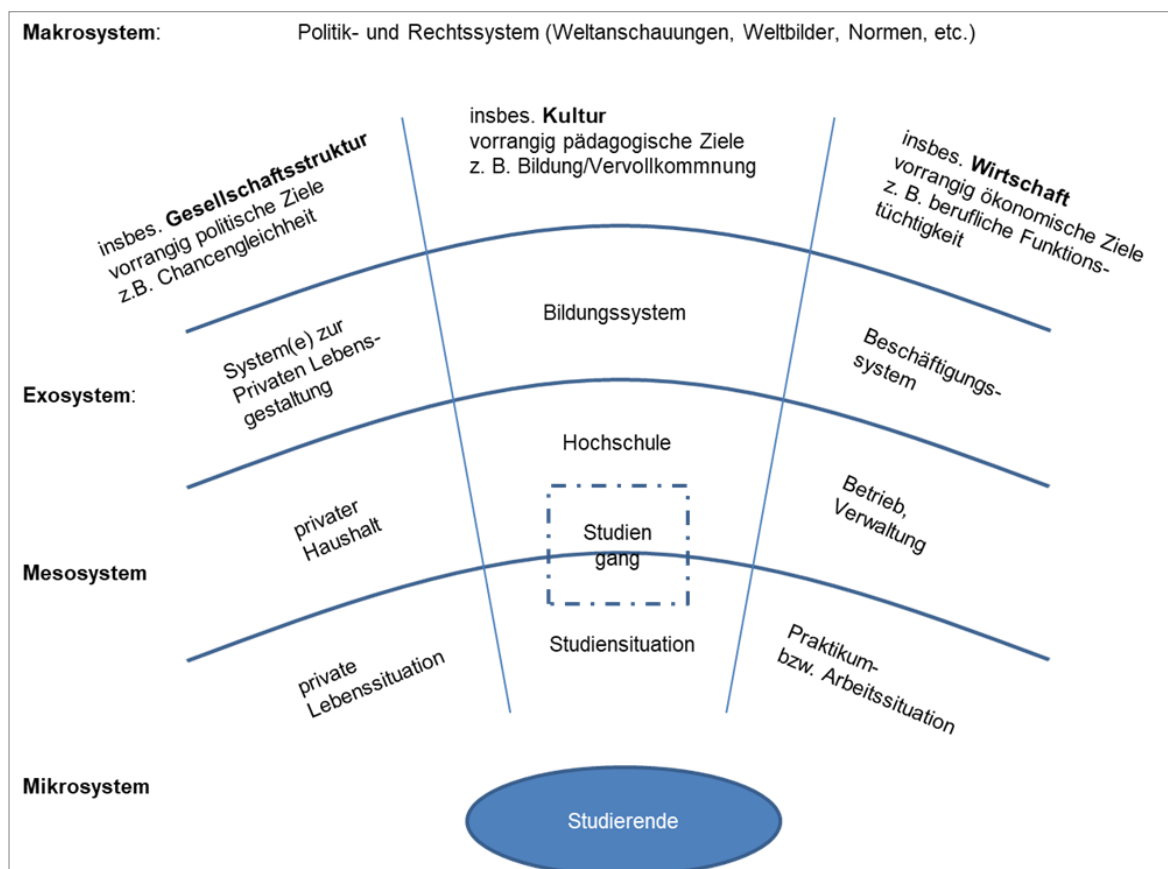 Makrosystem: Politik- und Rechtssystem (Weltanschauungen, Weltbilder, Normen, etc.)
insbes. Gesellschaftsstruktur
vorrangig politische Ziele
z.B. Chancengleichheit
insbes. Kultur
vorrangig pädagogische Ziele
z. B. Bildung/Vervollkommnung
insbes. Wirtschaft
vorrangig ökonomische Ziele
z. B. berufliche Funktions-
tüchtigkeit
Exosystem:
System(e) zur
Privaten Lebens-
gestaltung
Bildungssystem
Beschäftigungs-
system
Mesosystem
privater
Haushalt
Hochschule
Studien
gang
Betrieb,
Verwaltung
Mikrosystem
private
Lebenssituation
Studiensituation
Praktikum-
bzw. Arbeitssituation
Studierende